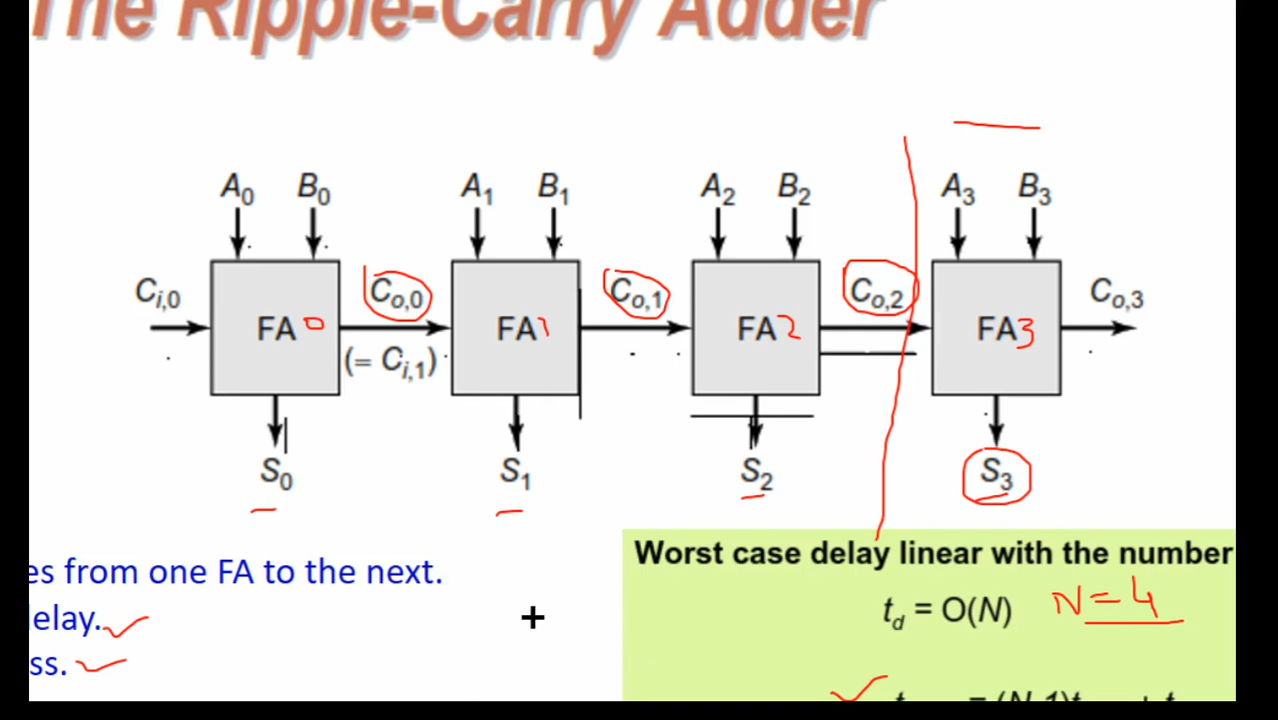 The Ripple-Carry Adder
A0 B0 A1 B1 A2 B2 A3 B3
Ci,0 Co,0 Co,1 Co,2 Co,3
FA 0 FA 1 FA 2 FA 3
(= Ci,1)
S0 S1 S2 S3
Worst case delay linear with the number
es from one FA to the next.
td = O(N) N = 4
elay.
ss.
= (N-1)t